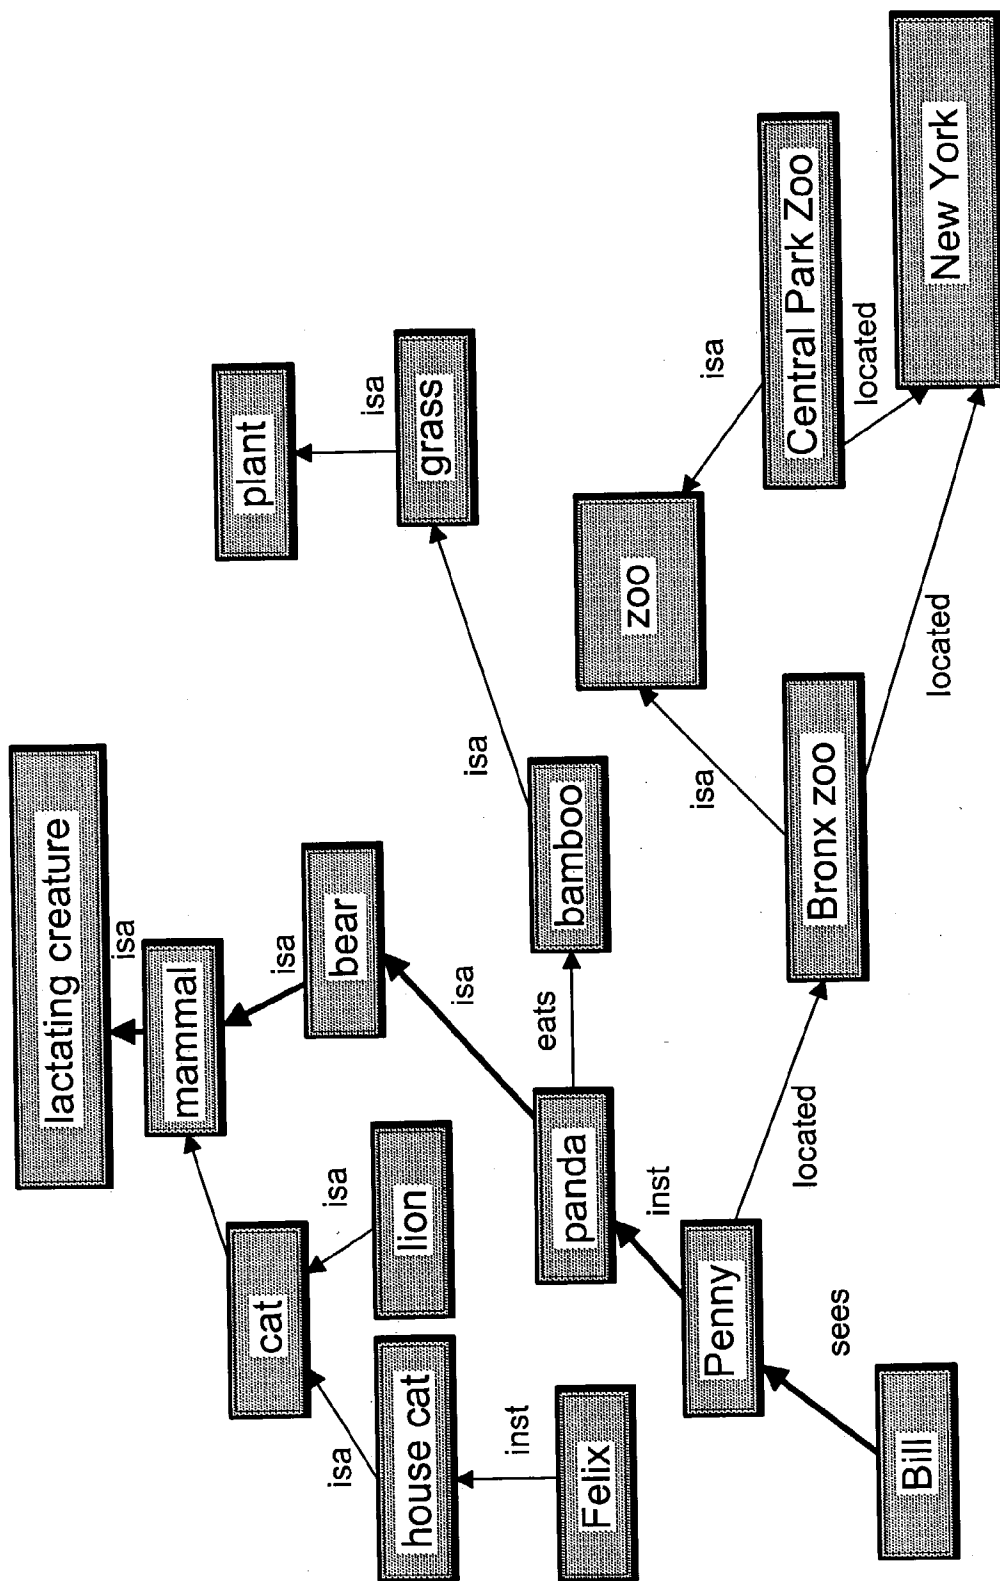 lactating creature
isa
mammal
isa
cat
bear
isa
isa
lion
isa
house cat
inst
Felix
plant
isa
grass
isa
bamboo
eats
panda
inst
zoo
isa
isa
Central Park Zoo
located
Penny
located
Bronx zoo
located
New York
sees
Bill